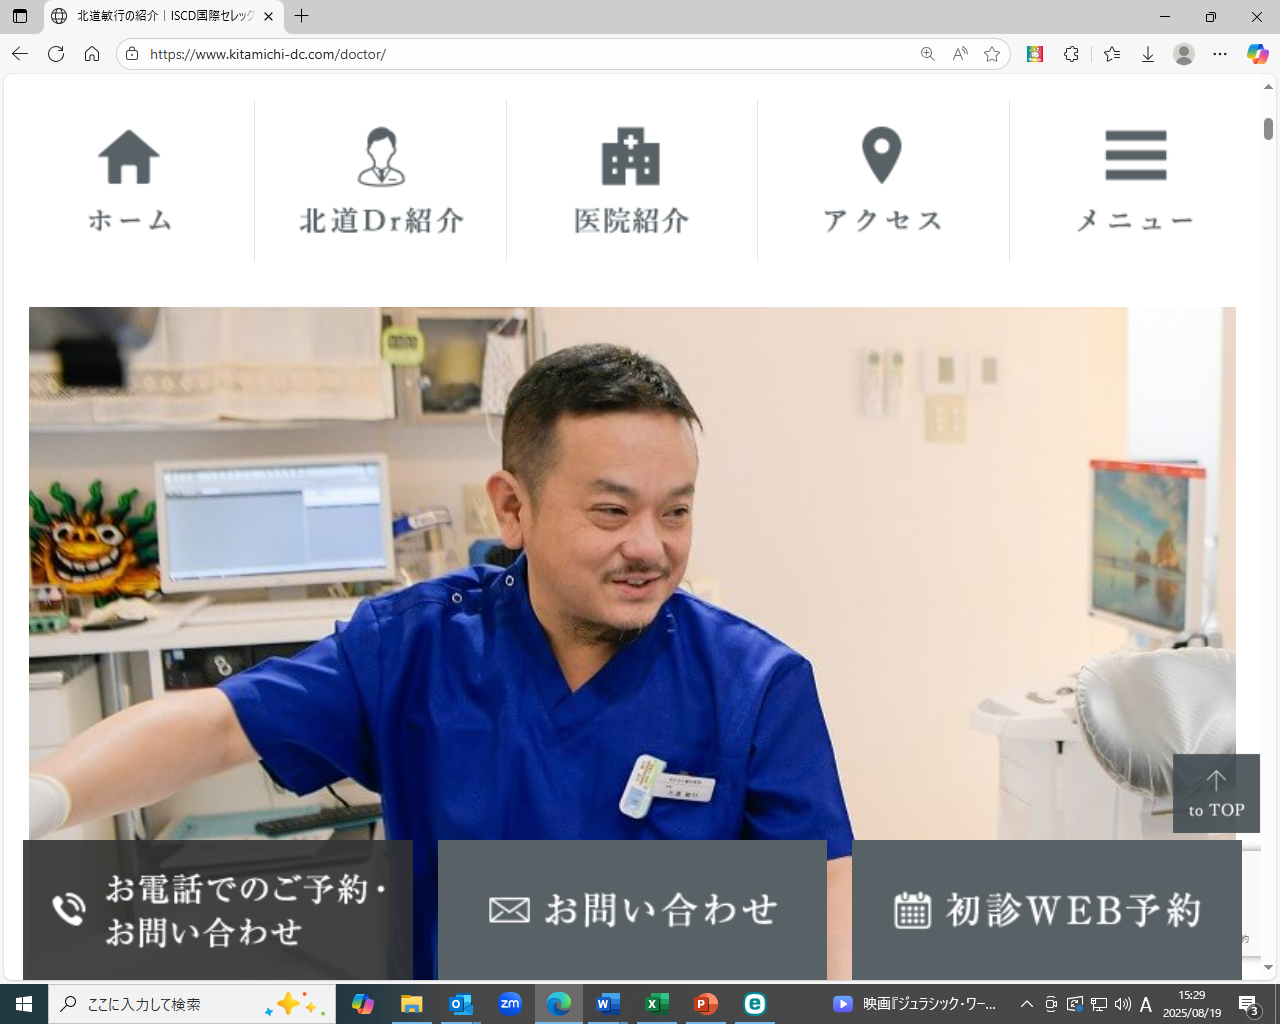 北道敏行の紹介｜ISCD国際セレック
https://www.kitamichi-dc.com/doctor/
ホーム
北道Dr紹介
医院紹介
アクセス
メニュー
to TOP
お電話でのご予約・
お問い合わせ
お問い合わせ
初診WEB予約
約
ここに入力して検索
zm
映画『ジュラシック・ワー...
A
15:29
2025/08/19
3